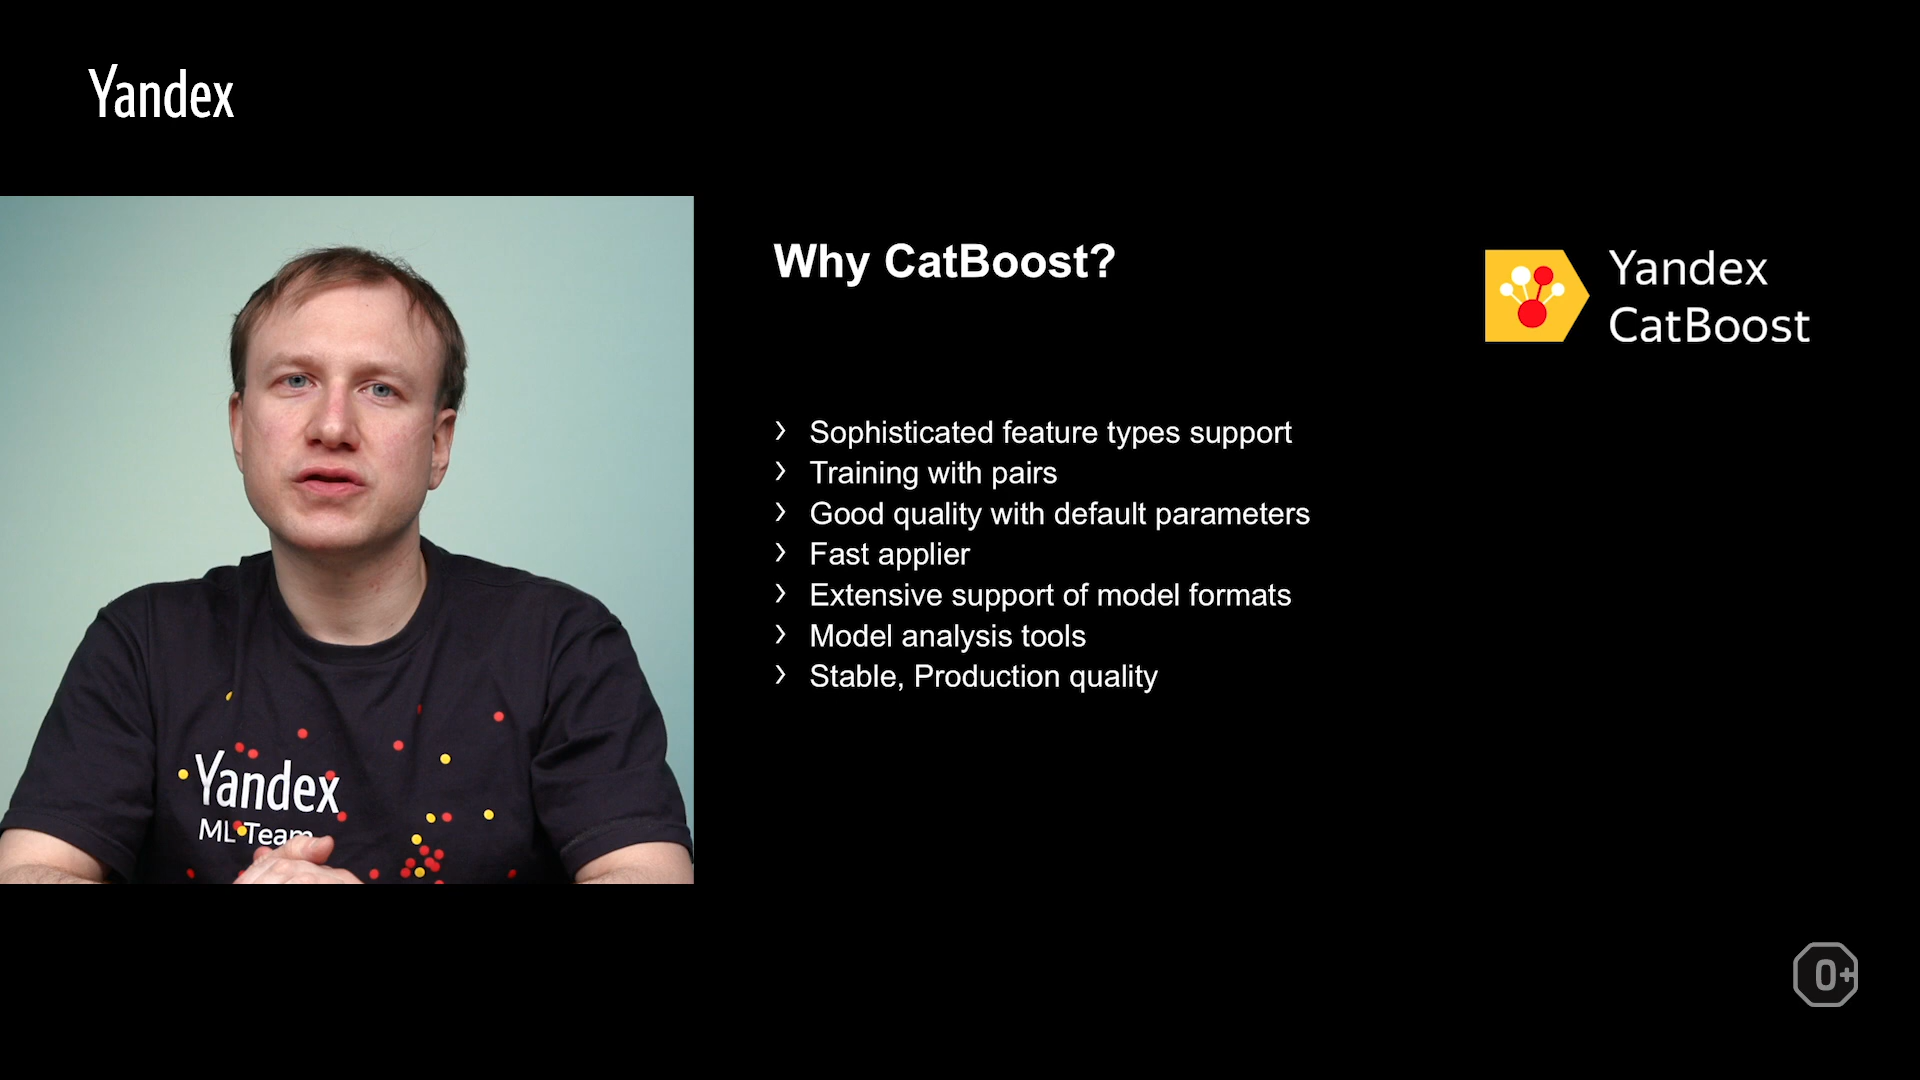 Yandex
Why CatBoost?
Yandex
CatBoost
› Sophisticated feature types support
› Training with pairs
› Good quality with default parameters
› Fast applier
› Extensive support of model formats
› Model analysis tools
› Stable, Production quality
Yandex
ML Team
0+